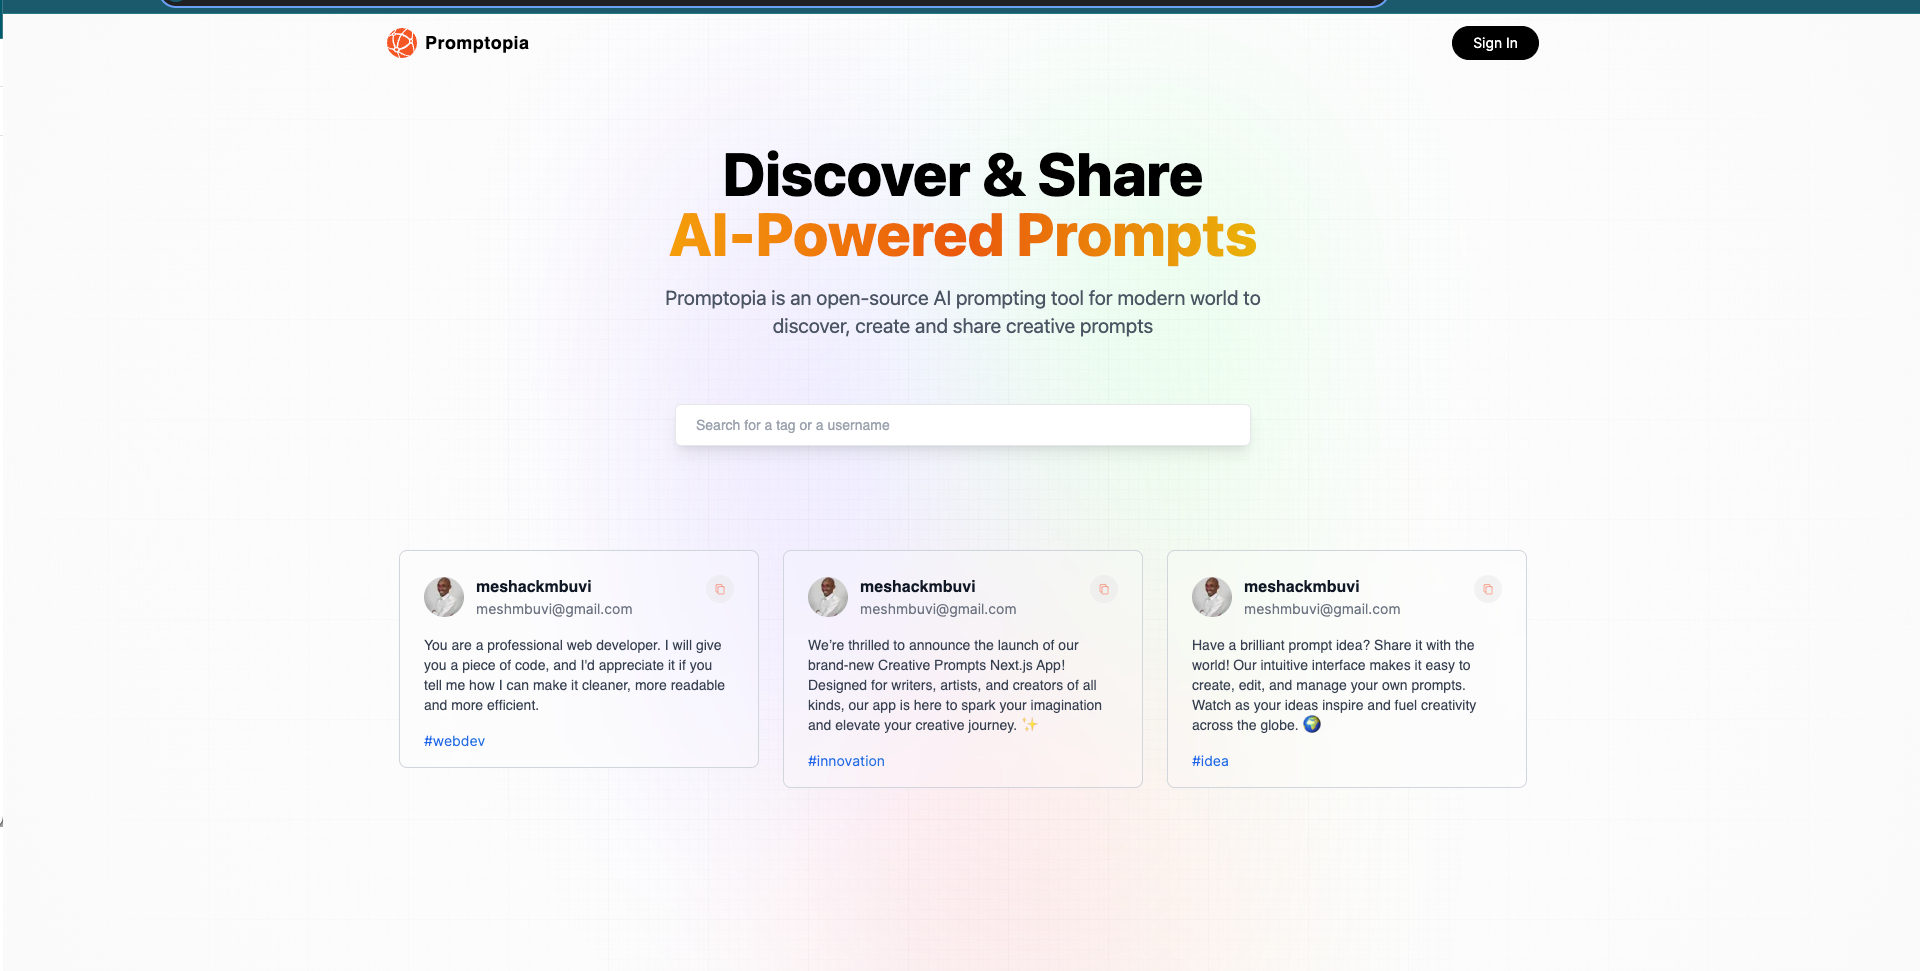 Promptopia
Sign In
Discover & Share
AI-Powered Prompts
Promptopia is an open-source AI prompting tool for modern world to
discover, create and share creative prompts
Search for a tag or a username
meshackmbuvi
meshmbuvi@gmail.com
You are a professional web developer. I will give
you a piece of code, and I'd appreciate it if you
tell me how I can make it cleaner, more readable
and more efficient.
#webdev
meshackmbuvi
meshmbuvi@gmail.com
We’re thrilled to announce the launch of our
brand-new Creative Prompts Next.js App!
Designed for writers, artists, and creators of all
kinds, our app is here to spark your imagination
and elevate your creative journey. ✨
#innovation
meshackmbuvi
meshmbuvi@gmail.com
Have a brilliant prompt idea? Share it with the
world! Our intuitive interface makes it easy to
create, edit, and manage your own prompts.
Watch as your ideas inspire and fuel creativity
across the globe. 🌍
#idea